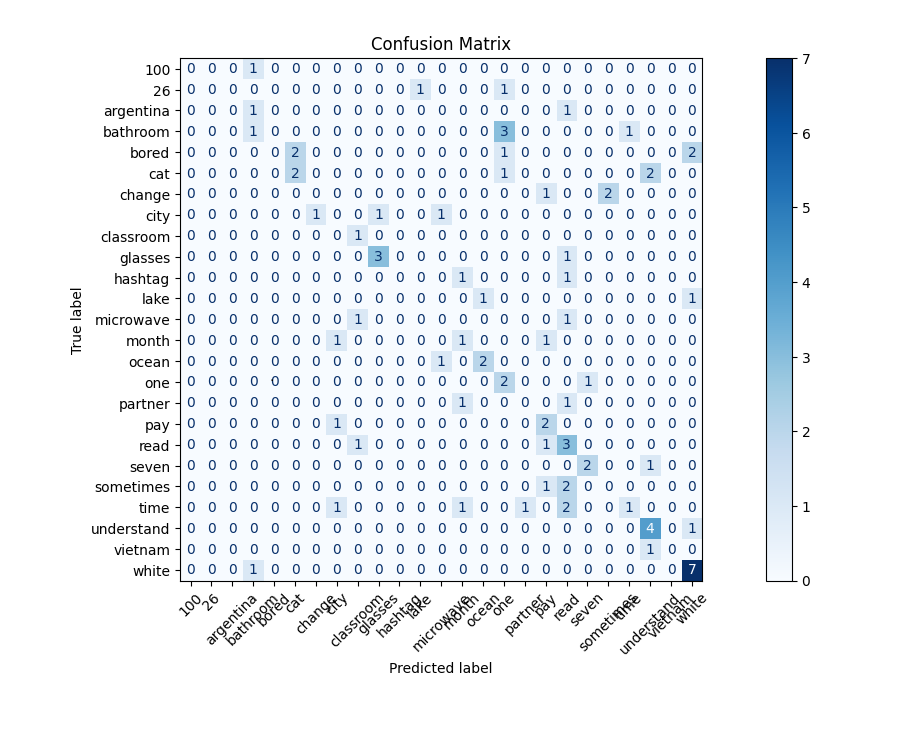 Confusion Matrix
True label
100 0 0 0 1 0 0 0 0 0 0 0 0 0 0 0 0 0 0 0 0 0 0 0 0 0
26 0 0 0 0 0 0 0 0 0 0 0 1 0 0 0 1 0 0 0 0 0 0 0 0 0
argentina 0 0 0 1 0 0 0 0 0 0 0 0 0 0 0 0 0 0 1 0 0 0 0 0 0
bathroom 0 0 0 1 0 0 0 0 0 0 0 0 0 0 0 3 0 0 0 0 0 1 0 0 0
bored 0 0 0 0 0 2 0 0 0 0 0 0 0 0 0 1 0 0 0 0 0 0 0 0 2
cat 0 0 0 0 0 2 0 0 0 0 0 0 0 0 0 1 0 0 0 0 0 0 2 0 0
change 0 0 0 0 0 0 0 0 0 0 0 0 0 0 0 0 0 1 0 0 2 0 0 0 0
city 0 0 0 0 0 0 1 0 0 1 0 0 1 0 0 0 0 0 0 0 0 0 0 0 0
classroom 0 0 0 0 0 0 0 0 1 0 0 0 0 0 0 0 0 0 0 0 0 0 0 0 0
glasses 0 0 0 0 0 0 0 0 0 3 0 0 0 0 0 0 0 0 1 0 0 0 0 0 0
hashtag 0 0 0 0 0 0 0 0 0 0 0 0 0 1 0 0 0 0 1 0 0 0 0 0 0
lake 0 0 0 0 0 0 0 0 0 0 0 0 0 0 1 0 0 0 0 0 0 0 0 0 1
microwave 0 0 0 0 0 0 0 0 1 0 0 0 0 0 0 0 0 0 1 0 0 0 0 0 0
month 0 0 0 0 0 0 0 1 0 0 0 0 0 1 0 0 0 1 0 0 0 0 0 0 0
ocean 0 0 0 0 0 0 0 0 0 0 0 0 1 0 2 0 0 0 0 0 0 0 0 0 0
one 0 0 0 0 0 0 0 0 0 0 0 0 0 0 0 2 0 0 0 1 0 0 0 0 0
partner 0 0 0 0 0 0 0 0 0 0 0 0 0 1 0 0 0 0 1 0 0 0 0 0 0
pay 0 0 0 0 0 0 0 1 0 0 0 0 0 0 0 0 0 2 0 0 0 0 0 0 0
read 0 0 0 0 0 0 0 0 1 0 0 0 0 0 0 0 0 1 3 0 0 0 0 0 0
seven 0 0 0 0 0 0 0 0 0 0 0 0 0 0 0 0 0 0 0 2 0 0 1 0 0
sometimes 0 0 0 0 0 0 0 0 0 0 0 0 0 0 0 0 0 1 2 0 0 0 0 0 0
time 0 0 0 0 0 0 0 1 0 0 0 0 0 1 0 0 1 0 2 0 0 1 0 0 0
understand 0 0 0 0 0 0 0 0 0 0 0 0 0 0 0 0 0 0 0 0 0 0 4 0 1
vietnam 0 0 0 0 0 0 0 0 0 0 0 0 0 0 0 0 0 0 0 0 0 0 1 0 0
white 0 0 0 1 0 0 0 0 0 0 0 0 0 0 0 0 0 0 0 0 0 0 0 0 7
100 26 argentina bathroom bored cat change city classroom glasses hashtag lake microwave month ocean one partner pay read seven sometimes time understand vietnam white
Predicted label
7
6
5
4
3
2
1
0